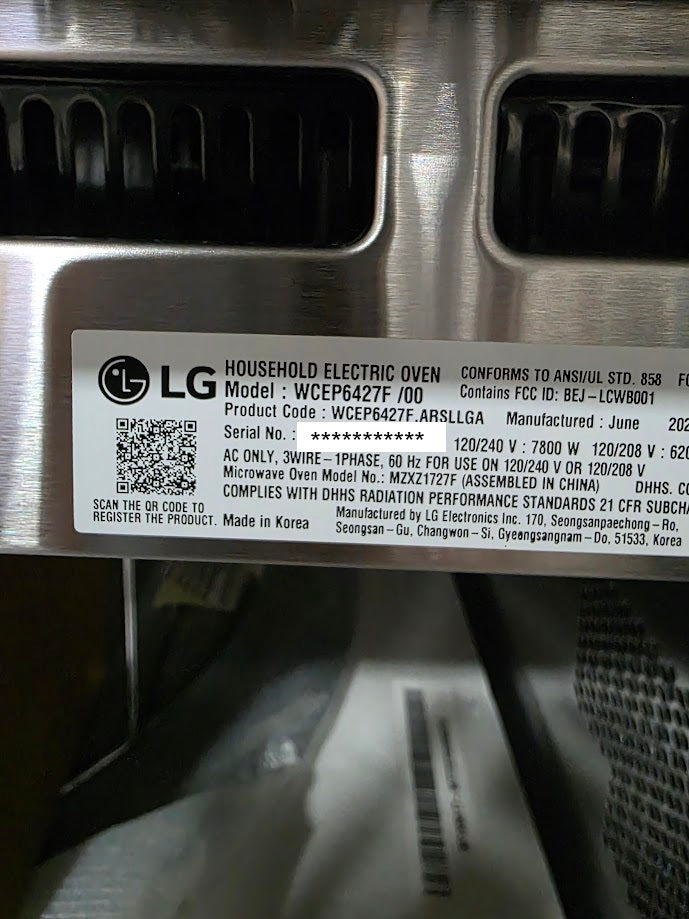 LG
HOUSEHOLD ELECTRIC OVEN
Model : WCEP6427F /00
Product Code : WCEP6427F.ARSLLGA
Serial No. : ***********
CONFORMS TO ANSI/UL STD. 858
Contains FCC ID: BEJ-LCWB001
Manufactured : June 202
120/240 V : 7800 W 120/208 V : 620
AC ONLY, 3WIRE-1PHASE, 60 Hz FOR USE ON 120/240 V OR 120/208 V
Microwave Oven Model No.: MZXZ1727F (ASSEMBLED IN CHINA) DHHS.
COMPLIES WITH DHHS RADIATION PERFORMANCE STANDARDS 21 CFR SUBCHA
SCAN THE QR CODE TO
REGISTER THE PRODUCT.
Made in Korea
Manufactured by LG Electronics Inc. 170, Seongsanpaechong-Ro,
Seongsan-Gu, Changwon-Si, Gyeongsangnam-Do, 51533, Korea